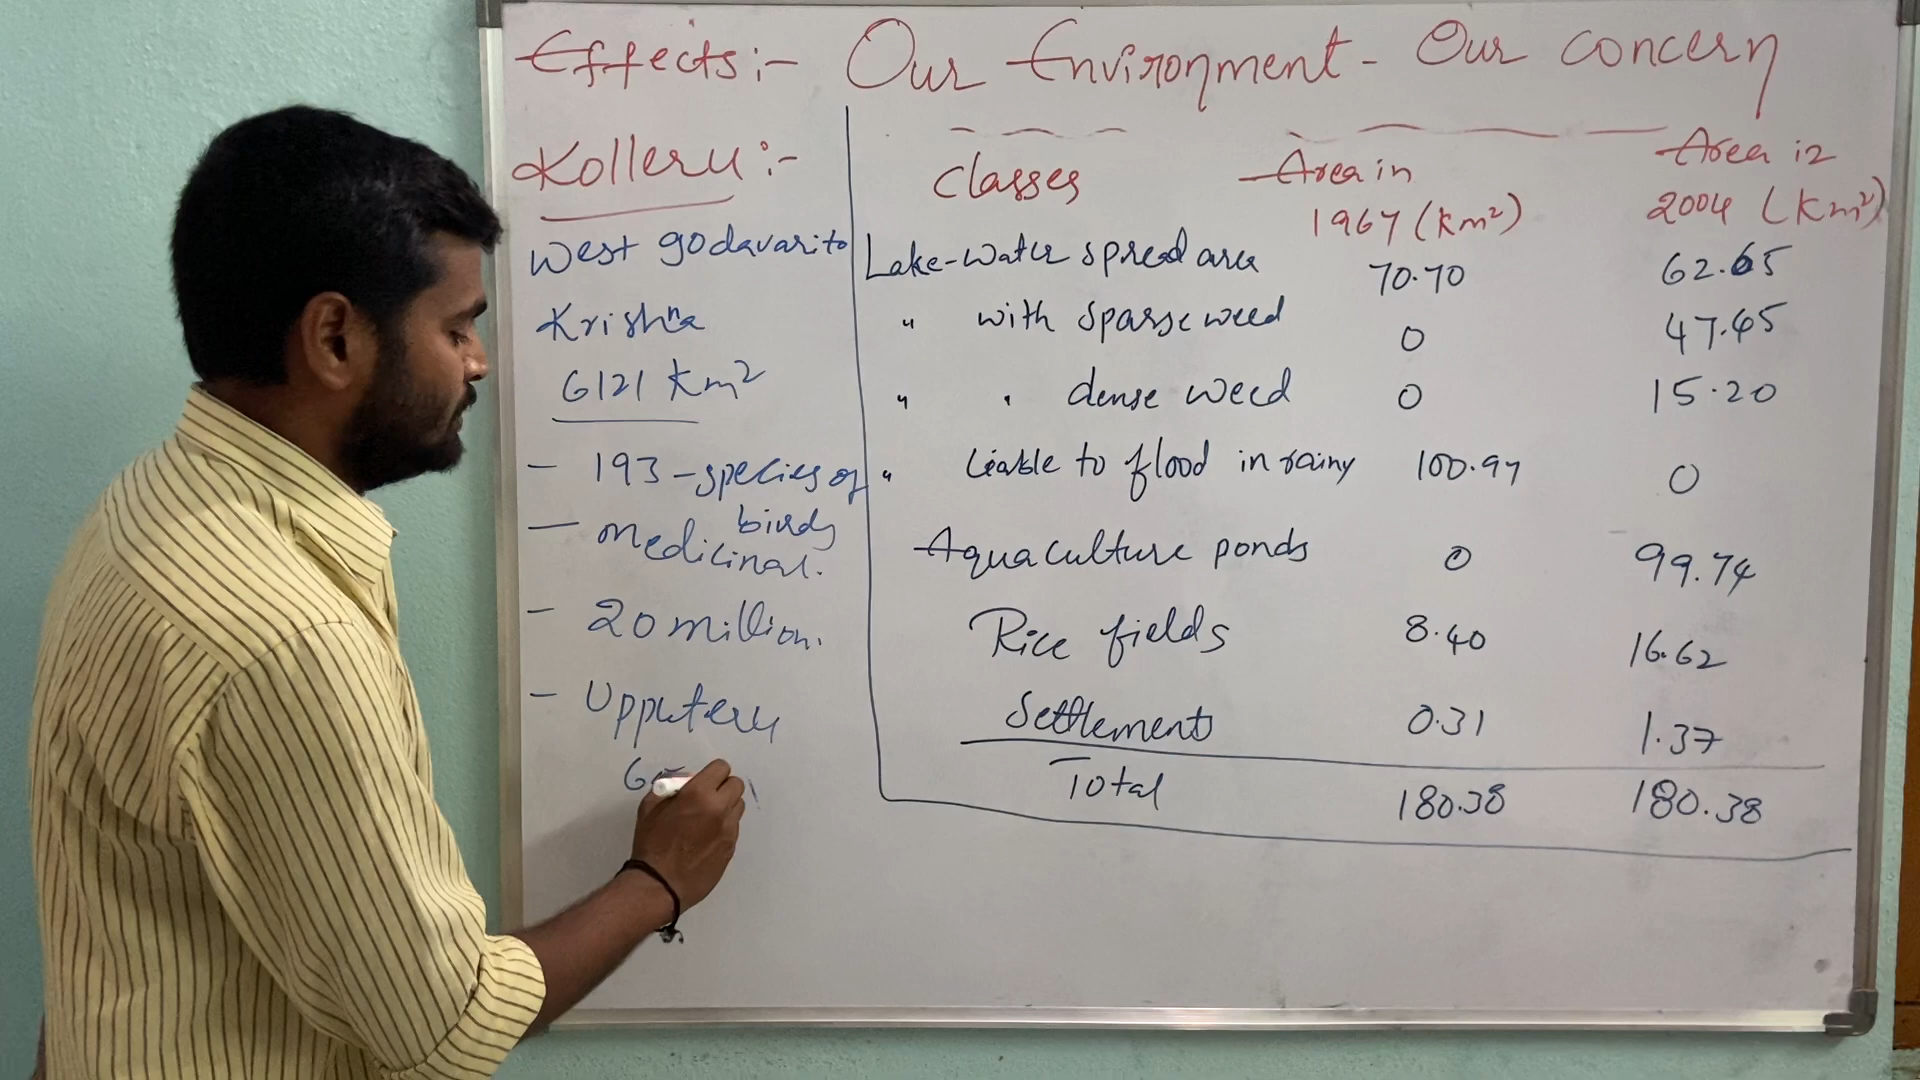 Effects:- Our Environment - Our concern
Kolleru:-
West godavari to
Krishna
6121 Km²
- 193 - species of
birds
- medicinal.
- 20 million.
- Upputeru
Classes Area in 1967 (km²) Area in 2004 (Km²)
Lake-water spread area 70.70 62.65
" with sparse weed 0 47.45
" " dense weed 0 15.20
" Liable to flood in rainy 100.97 0
Aquaculture ponds 0 99.74
Rice fields 8.40 16.62
Settlements 0.31 1.37
Total 180.38 180.38